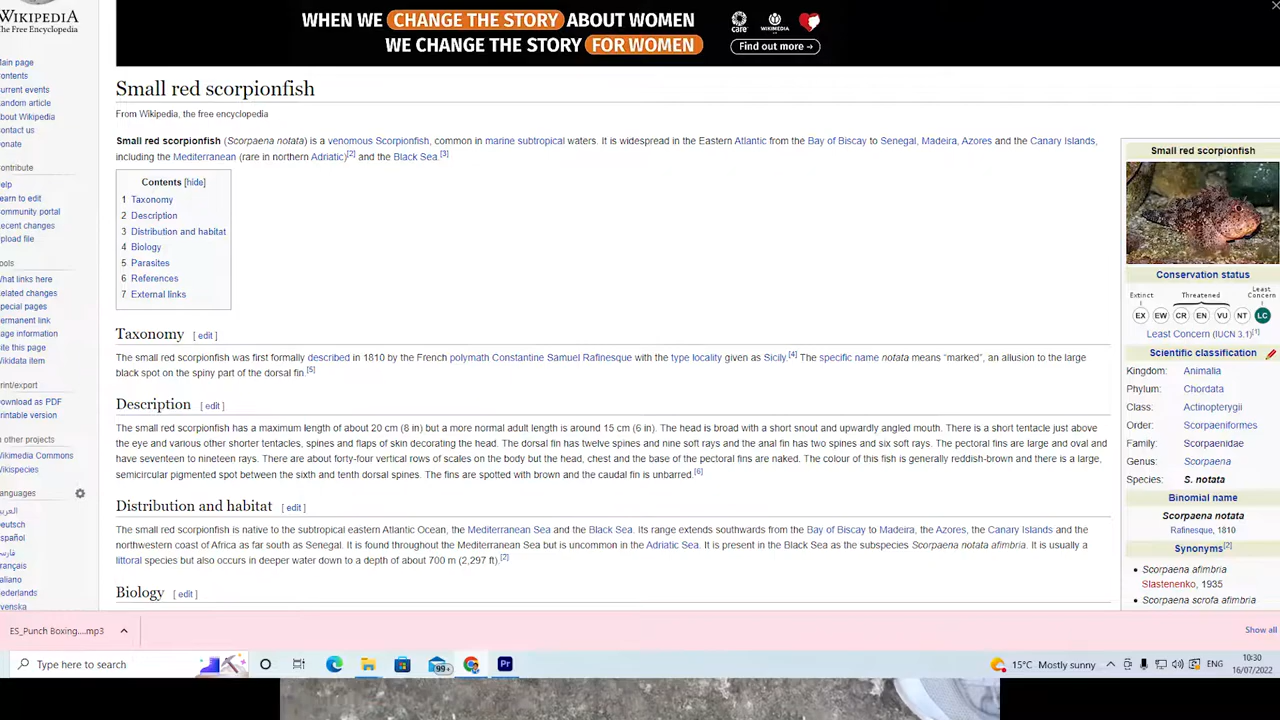 WHEN WE CHANGE THE STORY ABOUT WOMEN
WE CHANGE THE STORY FOR WOMEN
care
WIKIMEDIA
Find out more →
WIKIPEDIA
The Free Encyclopedia
Main page
Contents
Current events
Random article
About Wikipedia
Contact us
Donate
Contribute
Help
Learn to edit
Community portal
Recent changes
Upload file
Tools
What links here
Related changes
Special pages
Permanent link
Page information
Cite this page
Wikidata item
Print/export
Download as PDF
Printable version
In other projects
Wikimedia Commons
Wikispecies
Languages
العربية
Deutsch
Español
فارسی
Français
Italiano
Nederlands
Svenska
Small red scorpionfish
From Wikipedia, the free encyclopedia
Small red scorpionfish (Scorpaena notata) is a venomous Scorpionfish, common in marine subtropical waters. It is widespread in the Eastern Atlantic from the Bay of Biscay to Senegal, Madeira, Azores and the Canary Islands,
including the Mediterranean (rare in northern Adriatic)[2] and the Black Sea.[3]
Contents [hide]
1 Taxonomy
2 Description
3 Distribution and habitat
4 Biology
5 Parasites
6 References
7 External links
Taxonomy [ edit ]
The small red scorpionfish was first formally described in 1810 by the French polymath Constantine Samuel Rafinesque with the type locality given as Sicily.[4] The specific name notata means “marked”, an allusion to the large
black spot on the spiny part of the dorsal fin.[5]
Description [ edit ]
The small red scorpionfish has a maximum length of about 20 cm (8 in) but a more normal adult length is around 15 cm (6 in). The head is broad with a short snout and upwardly angled mouth. There is a short tentacle just above
the eye and various other shorter tentacles, spines and flaps of skin decorating the head. The dorsal fin has twelve spines and nine soft rays and the anal fin has two spines and six soft rays. The pectoral fins are large and oval and
have seventeen to nineteen rays. There are about forty-four vertical rows of scales on the body but the head, chest and the base of the pectoral fins are naked. The colour of this fish is generally reddish-brown and there is a large,
semicircular pigmented spot between the sixth and tenth dorsal spines. The fins are spotted with brown and the caudal fin is unbarred.[6]
Distribution and habitat [ edit ]
The small red scorpionfish is native to the subtropical eastern Atlantic Ocean, the Mediterranean Sea and the Black Sea. Its range extends southwards from the Bay of Biscay to Madeira, the Azores, the Canary Islands and the
northwestern coast of Africa as far south as Senegal. It is found throughout the Mediterranean Sea but is uncommon in the Adriatic Sea. It is present in the Black Sea as the subspecies Scorpaena notata afimbria. It is usually a
littoral species but also occurs in deeper water down to a depth of about 700 m (2,297 ft).[2]
Biology [ edit ]
Small red scorpionfish
Conservation status
Extinct Threatened Least Concern
EX EW CR EN VU NT LC
Least Concern (IUCN 3.1)[1]
Scientific classification
Kingdom: Animalia
Phylum: Chordata
Class: Actinopterygii
Order: Scorpaeniformes
Family: Scorpaenidae
Genus: Scorpaena
Species: S. notata
Binomial name
Scorpaena notata
Rafinesque, 1810
Synonyms[2]
• Scorpaena afimbria
Slastenenko, 1935
• Scorpaena scrofa afimbria
ES_Punch Boxing....mp3
Show all
Type here to search
99+
Pr
15°C Mostly sunny
ENG
10:30
16/07/2022